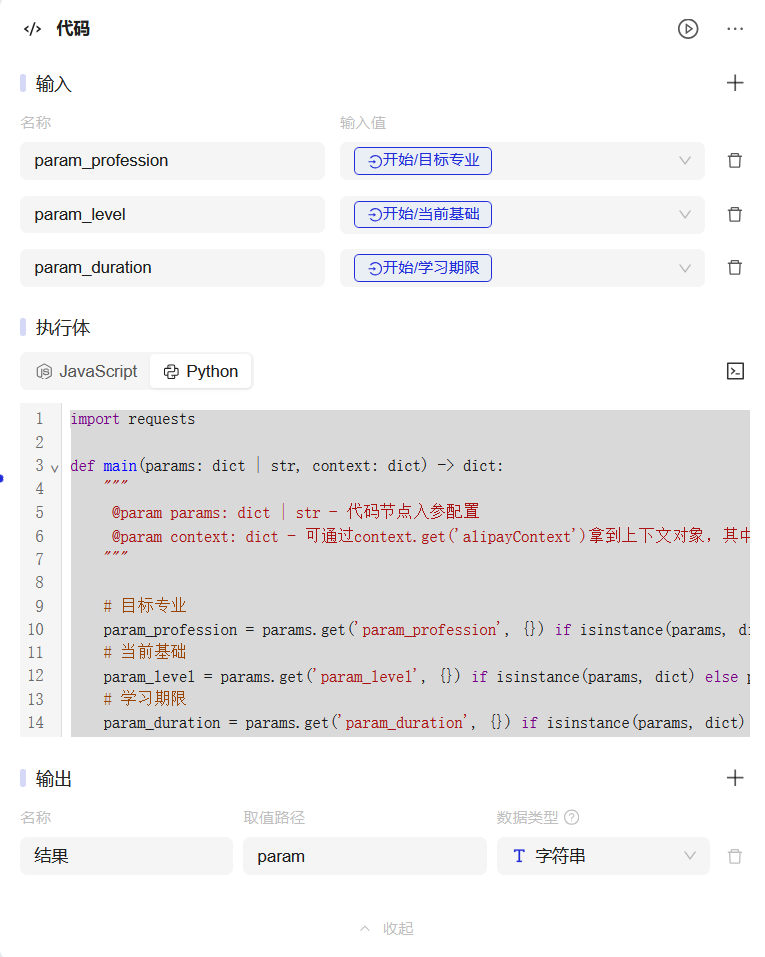 代码
输入
名称 输入值
param_profession 开始/目标专业
param_level 开始/当前基础
param_duration 开始/学习期限
执行体
JavaScript Python
1 import requests
2
3 def main(params: dict | str, context: dict) -> dict:
4 """
5 @param params: dict | str - 代码节点入参配置
6 @param context: dict - 可通过context.get('alipayContext')拿到上下文对象，其中
7 """
8
9 # 目标专业
10 param_profession = params.get('param_profession', {}) if isinstance(params, di
11 # 当前基础
12 param_level = params.get('param_level', {}) if isinstance(params, dict) else p
13 # 学习期限
14 param_duration = params.get('param_duration', {}) if isinstance(params, dict)
输出
名称 取值路径 数据类型
结果 param T 字符串
收起